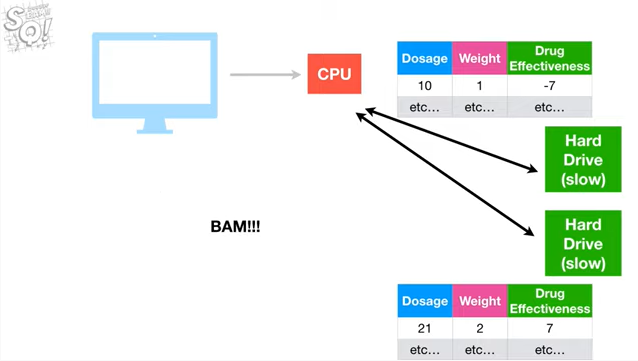 StatQuest!
CPU
Dosage Weight Drug Effectiveness
10 1 -7
etc... etc... etc...
Hard
Drive
(slow)
BAM!!!
Hard
Drive
(slow)
Dosage Weight Drug Effectiveness
21 2 7
etc... etc... etc...